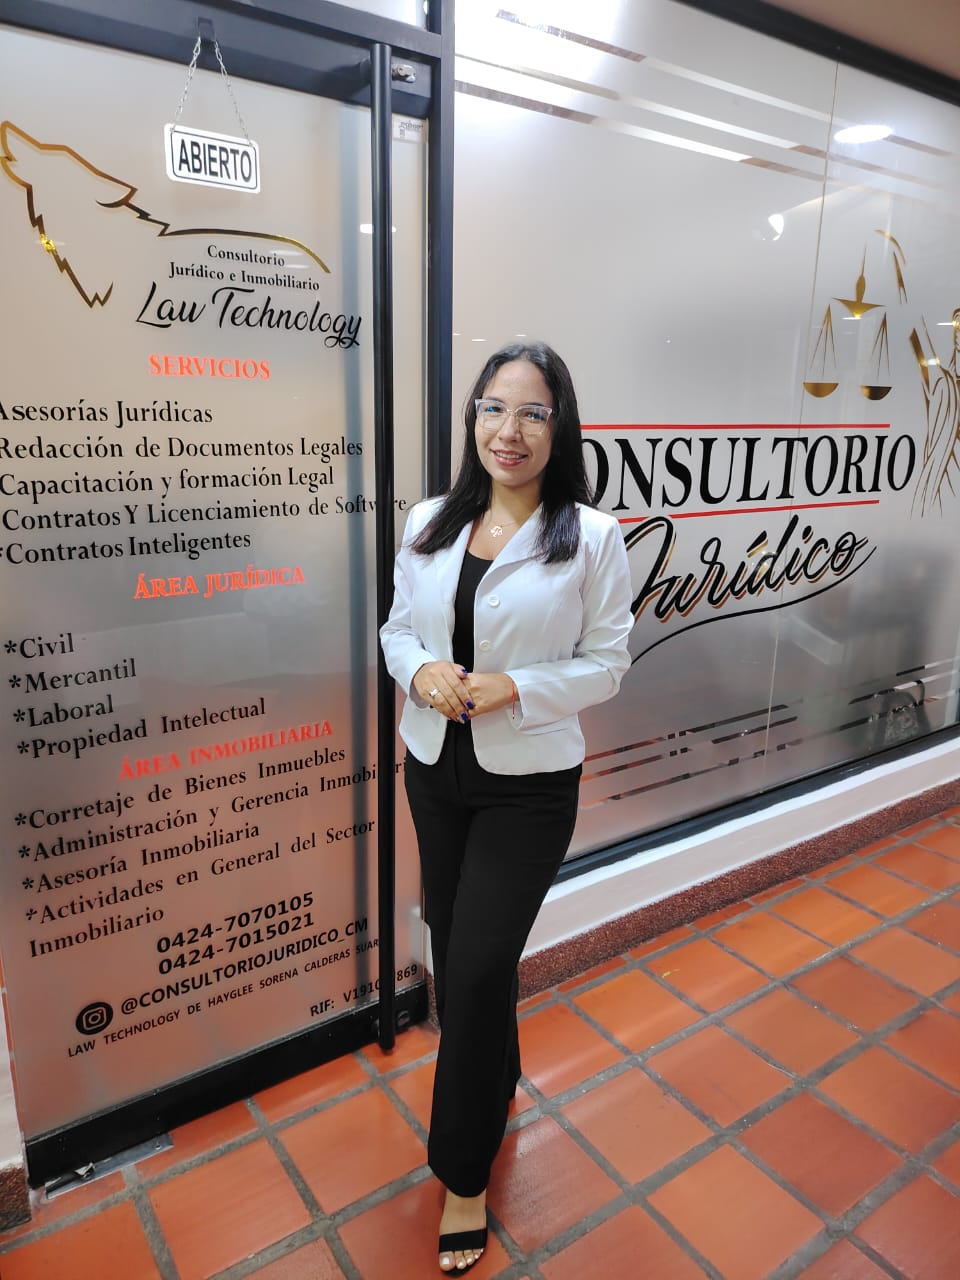 ABIERTO
Consultorio
Jurídico e Inmobiliario
Law Technology
SERVICIOS
Asesorías Jurídicas
Redacción de Documentos Legales
Capacitación y formación Legal
Contratos Y Licenciamiento de Software
*Contratos Inteligentes
ÁREA JURÍDICA
*Civil
*Mercantil
*Laboral
*Propiedad Intelectual
ÁREA INMOBILIARIA
*Corretaje de Bienes Inmuebles
*Administración y Gerencia
*Asesoría Inmobiliaria
*Actividades en General del Sector
Inmobiliario
0424-7070105
0424-7015021
@CONSULTORIOJURIDICO_CM
LAW TECHNOLOGY DE HAYGLEE SORENA CALDERAS
RIF:
CONSULTORIO
Jurídico